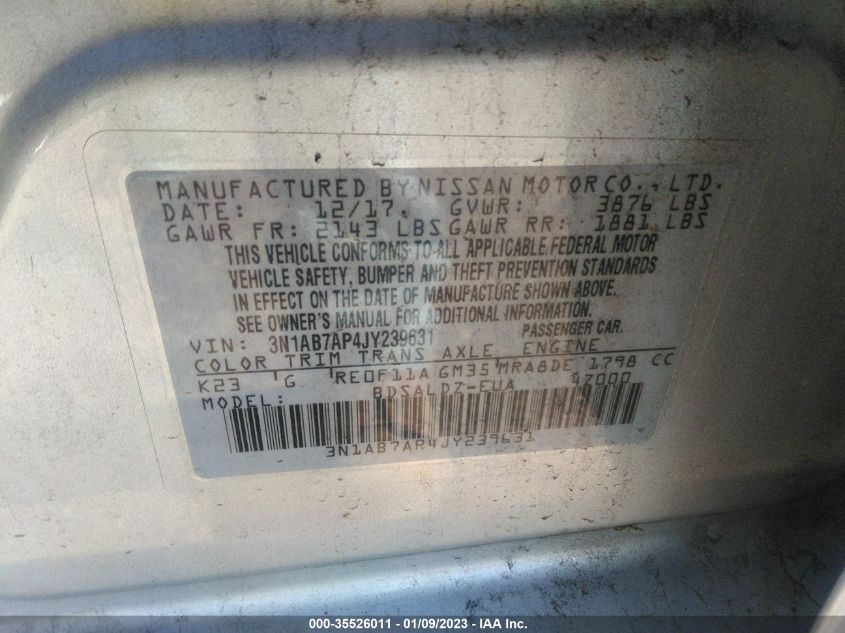 MANUFACTURED BY NISSAN MOTOR CO., LTD.
DATE: 12/17. GVWR: 3876 LBS
GAWR FR: 2143 LBS GAWR RR: 1881 LBS
THIS VEHICLE CONFORMS TO ALL APPLICABLE FEDERAL MOTOR
VEHICLE SAFETY, BUMPER AND THEFT PREVENTION STANDARDS
IN EFFECT ON THE DATE OF MANUFACTURE SHOWN ABOVE.
SEE OWNER'S MANUAL FOR ADDITIONAL INFORMATION.
VIN: 3N1AB7AP4JY239631 PASSENGER CAR.
COLOR TRIM TRANS AXLE ENGINE
K23 G RE0F11A GM35 MRA8DE 1798 CC
MODEL: BDSALDZ-EUA 47000
3N1AB7AP4JY239631
000-35526011 - 01/09/2023 - IAA Inc.